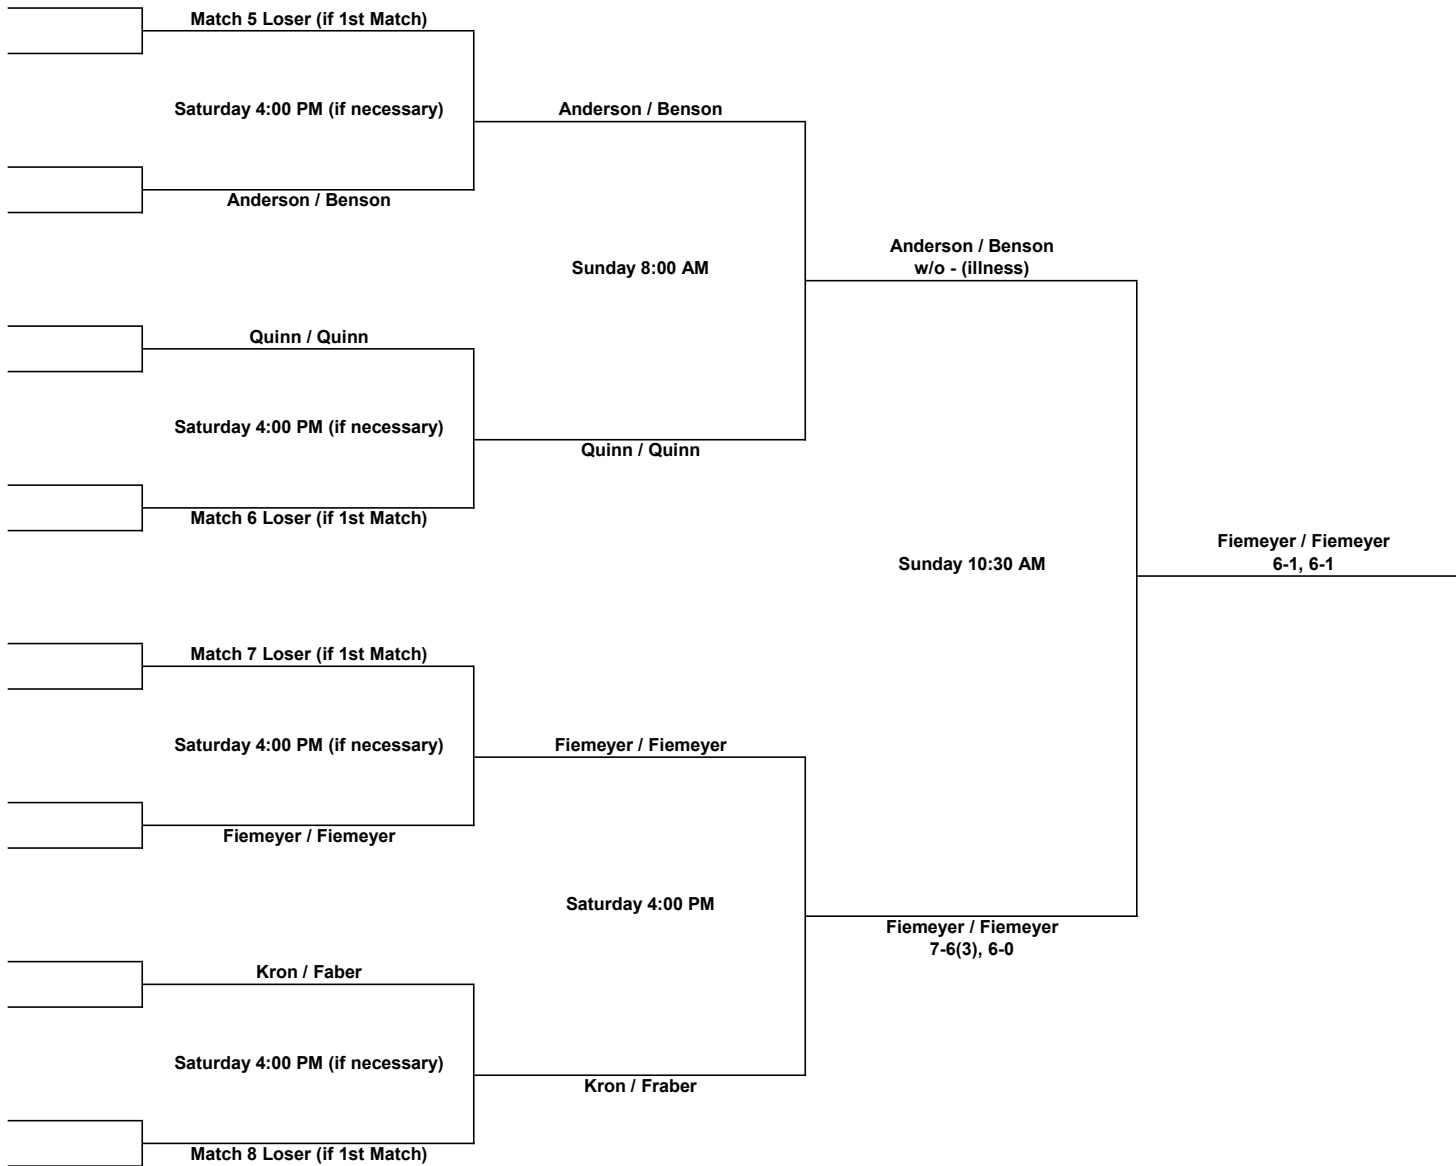 Match 5 Loser (if 1st Match)
Saturday 4:00 PM (if necessary)
Anderson / Benson
Anderson / Benson
Anderson / Benson
w/o - (illness)
Sunday 8:00 AM
Quinn / Quinn
Saturday 4:00 PM (if necessary)
Quinn / Quinn
Match 6 Loser (if 1st Match)
Fiemeyer / Fiemeyer
6-1, 6-1
Sunday 10:30 AM
Match 7 Loser (if 1st Match)
Saturday 4:00 PM (if necessary)
Fiemeyer / Fiemeyer
Fiemeyer / Fiemeyer
Saturday 4:00 PM
Fiemeyer / Fiemeyer
7-6(3), 6-0
Kron / Faber
Saturday 4:00 PM (if necessary)
Kron / Fraber
Match 8 Loser (if 1st Match)